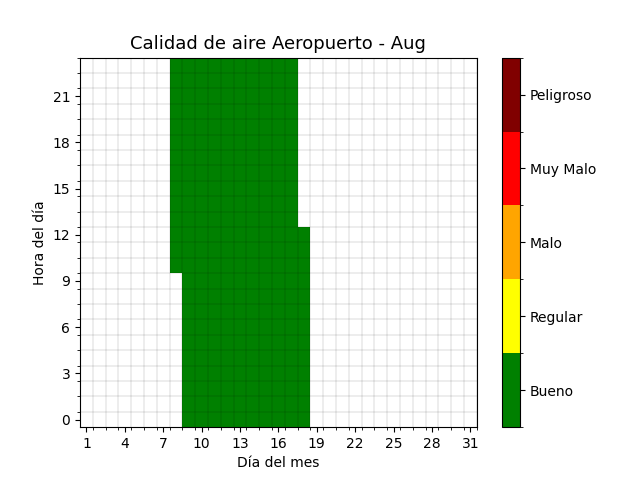 Calidad de aire Aeropuerto - Aug
Hora del día
21
18
15
12
9
6
3
0
1 4 7 10 13 16 19 22 25 28 31
Día del mes
Peligroso
Muy Malo
Malo
Regular
Bueno